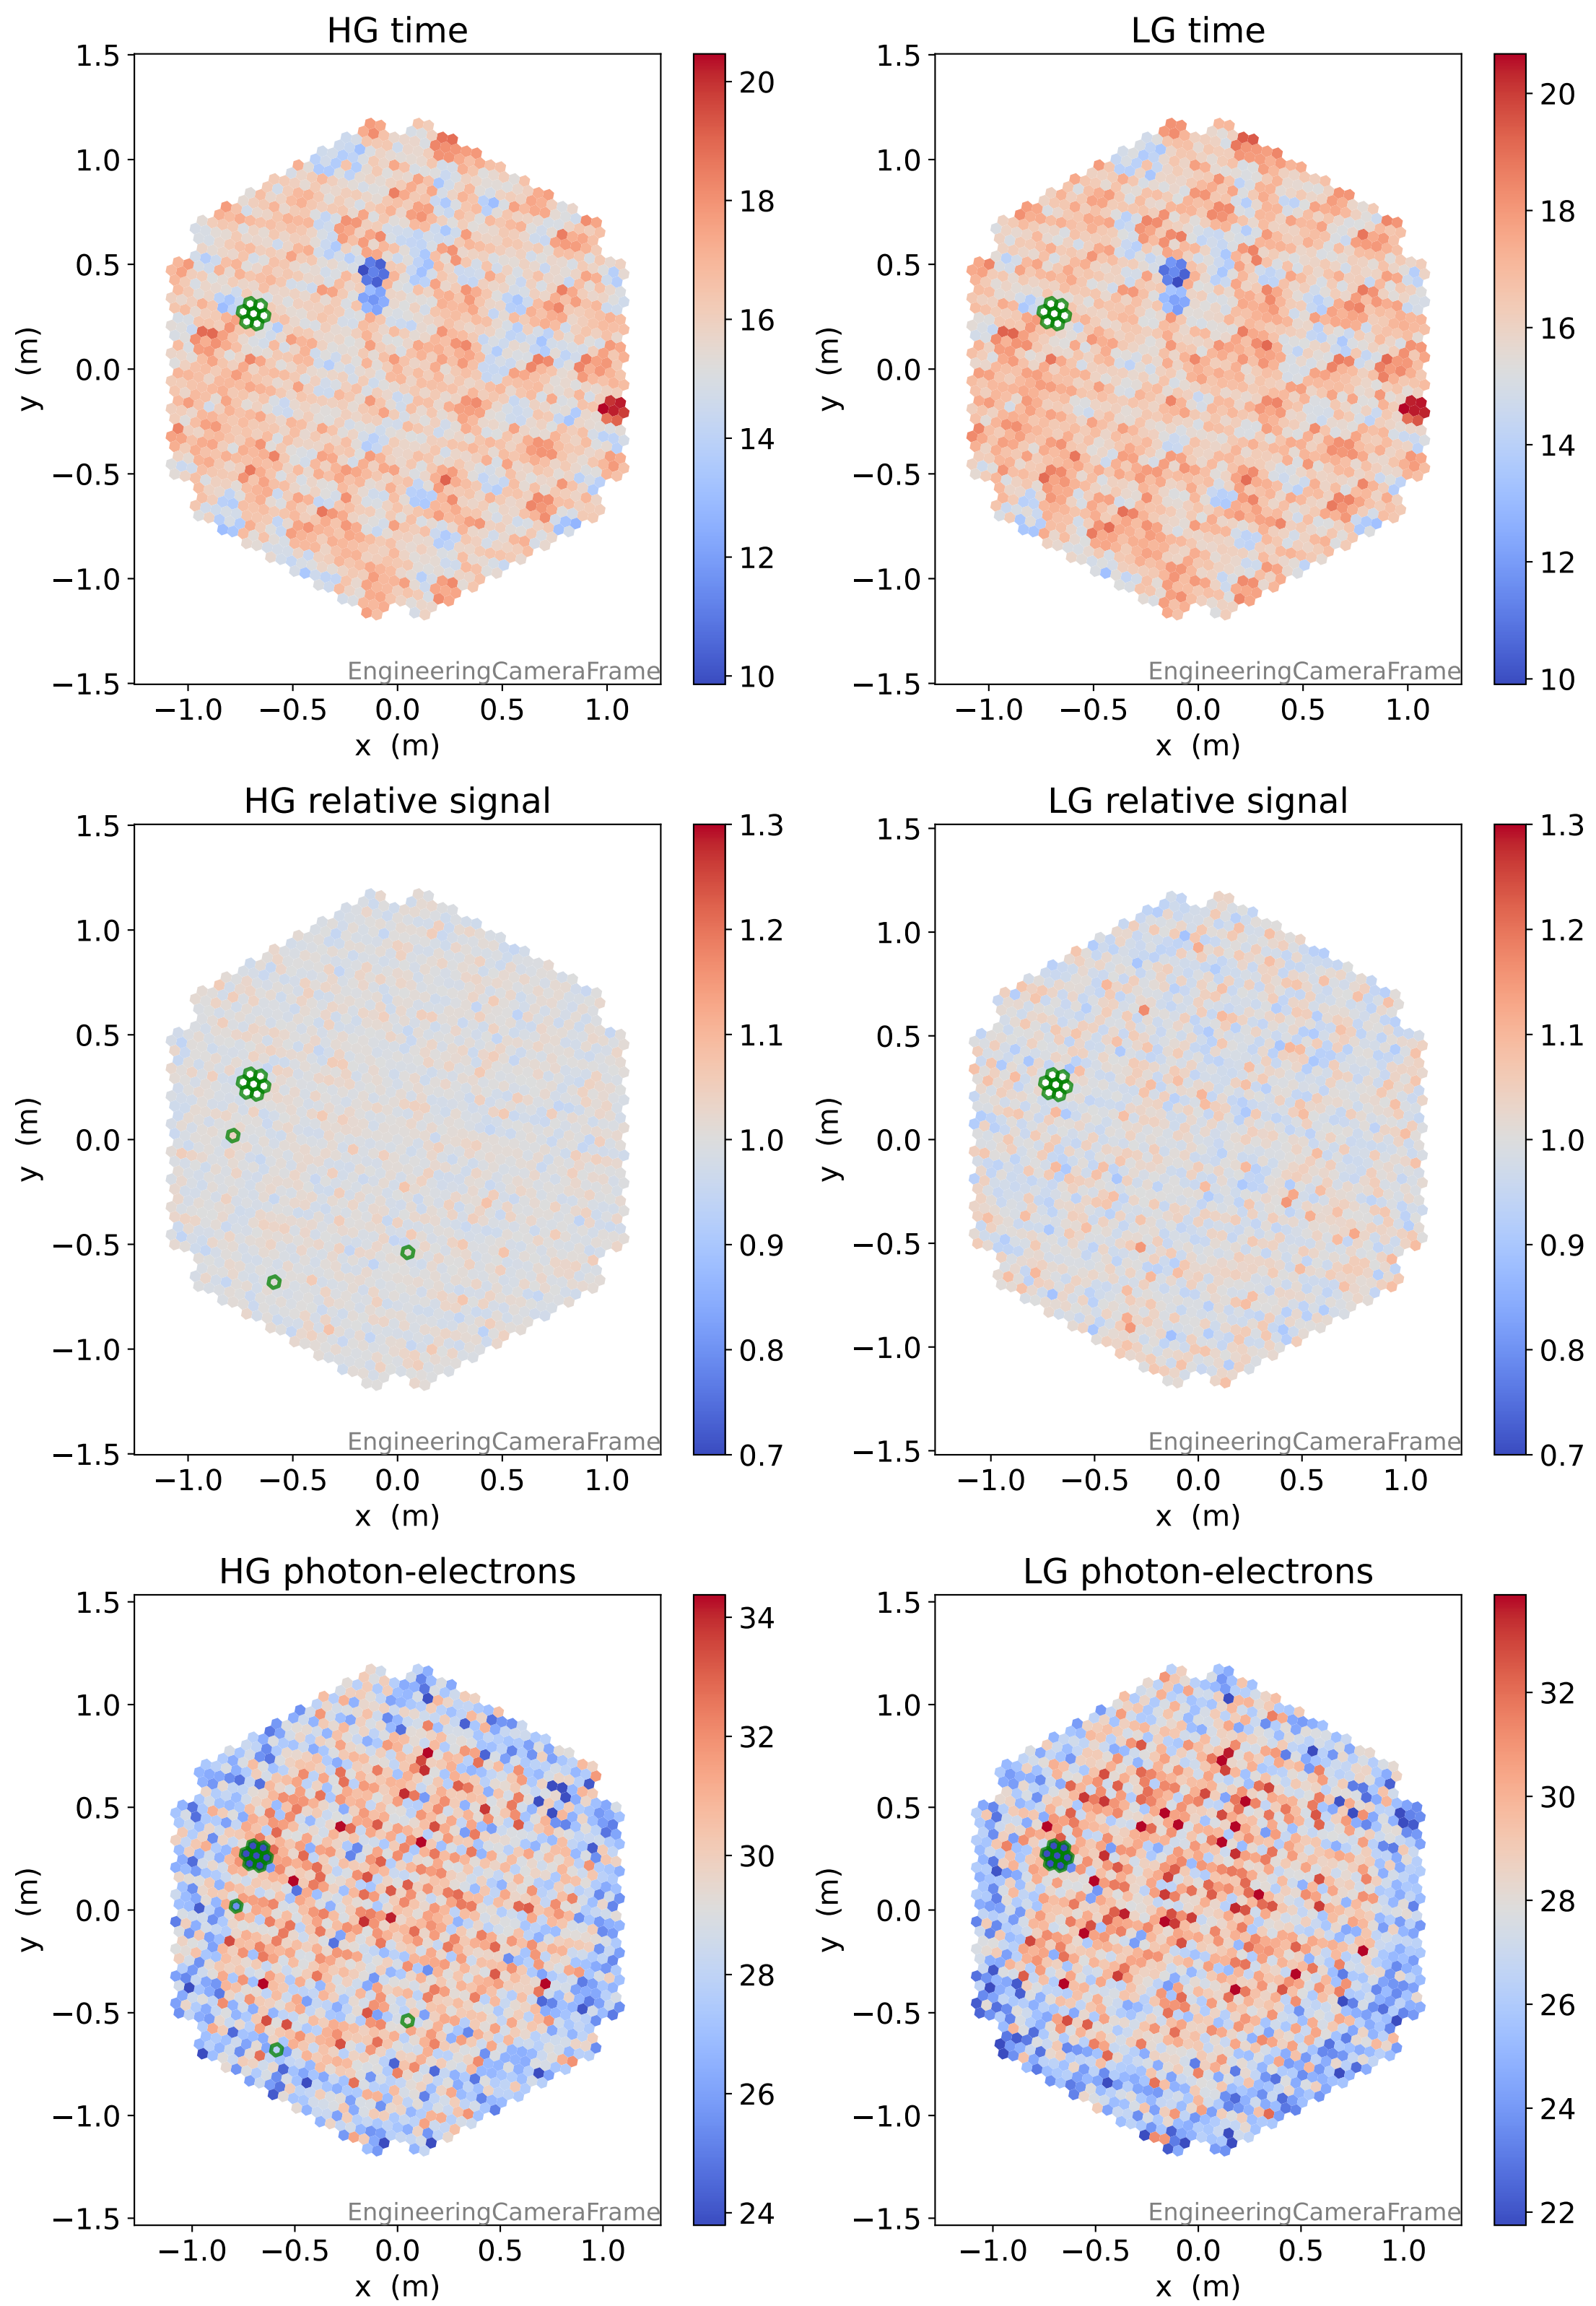 HG time
LG time
1.5
1.0
0.5
0.0
−0.5
−1.0
−1.5
y (m)
−1.0 −0.5 0.0 0.5 1.0
x (m)
EngineeringCameraFrame
20
18
16
14
12
10
1.5
1.0
0.5
0.0
−0.5
−1.0
−1.5
y (m)
−1.0 −0.5 0.0 0.5 1.0
x (m)
EngineeringCameraFrame
20
18
16
14
12
10
HG relative signal
LG relative signal
1.5
1.0
0.5
0.0
−0.5
−1.0
−1.5
y (m)
−1.0 −0.5 0.0 0.5 1.0
x (m)
EngineeringCameraFrame
1.3
1.2
1.1
1.0
0.9
0.8
0.7
1.5
1.0
0.5
0.0
−0.5
−1.0
−1.5
y (m)
−1.0 −0.5 0.0 0.5 1.0
x (m)
EngineeringCameraFrame
1.3
1.2
1.1
1.0
0.9
0.8
0.7
HG photon-electrons
LG photon-electrons
1.5
1.0
0.5
0.0
−0.5
−1.0
−1.5
y (m)
−1.0 −0.5 0.0 0.5 1.0
x (m)
EngineeringCameraFrame
34
32
30
28
26
24
1.5
1.0
0.5
0.0
−0.5
−1.0
−1.5
y (m)
−1.0 −0.5 0.0 0.5 1.0
x (m)
EngineeringCameraFrame
32
30
28
26
24
22